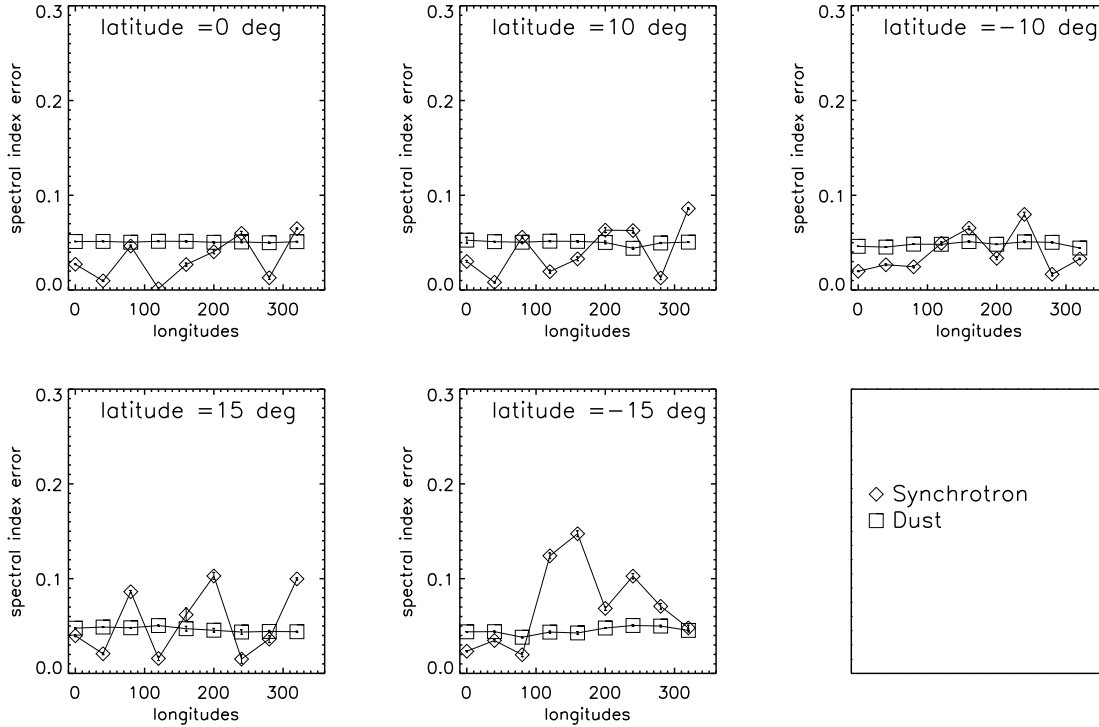 latitude =0 deg
spectral index error
0.3
0.2
0.1
0.0
0 100 200 300
longitudes
latitude =10 deg
spectral index error
0.3
0.2
0.1
0.0
0 100 200 300
longitudes
latitude =-10 deg
spectral index error
0.3
0.2
0.1
0.0
0 100 200 300
longitudes
latitude =15 deg
spectral index error
0.3
0.2
0.1
0.0
0 100 200 300
longitudes
latitude =-15 deg
spectral index error
0.3
0.2
0.1
0.0
0 100 200 300
longitudes
Synchrotron
Dust